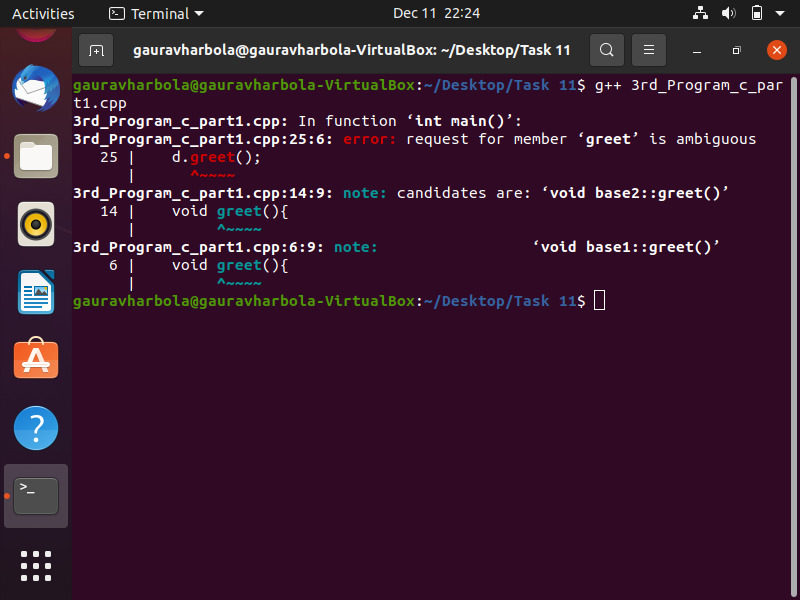 Activities Terminal Dec 11 22:24
gauravharbola@gauravharbola-VirtualBox: ~/Desktop/Task 11
gauravharbola@gauravharbola-VirtualBox:~/Desktop/Task 11$ g++ 3rd_Program_c_par
t1.cpp
3rd_Program_c_part1.cpp: In function ‘int main()’:
3rd_Program_c_part1.cpp:25:6: error: request for member ‘greet’ is ambiguous
   25 |    d.greet();
      |      ^~~~~
3rd_Program_c_part1.cpp:14:9: note: candidates are: ‘void base2::greet()’
   14 |    void greet(){
      |         ^~~~~
3rd_Program_c_part1.cpp:6:9: note:                 ‘void base1::greet()’
    6 |    void greet(){
      |         ^~~~~
gauravharbola@gauravharbola-VirtualBox:~/Desktop/Task 11$